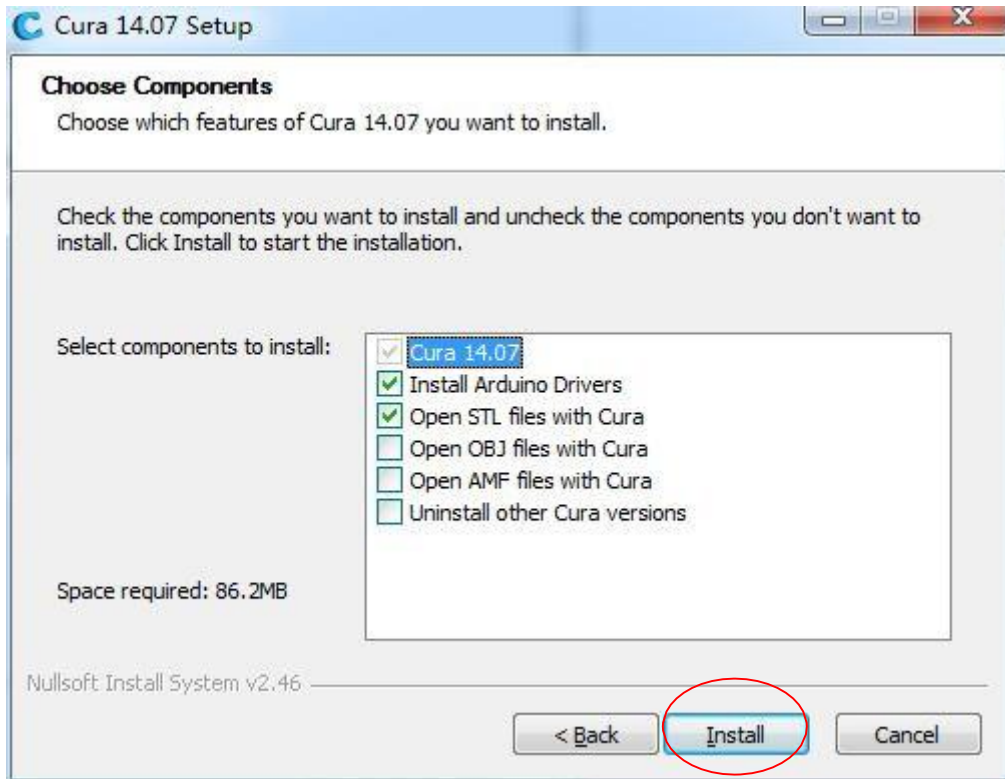 Cura 14.07 Setup
Choose Components
Choose which features of Cura 14.07 you want to install.
Check the components you want to install and uncheck the components you don't want to
install. Click Install to start the installation.
Select components to install:
Cura 14.07
Install Arduino Drivers
Open STL files with Cura
Open OBJ files with Cura
Open AMF files with Cura
Uninstall other Cura versions
Space required: 86.2MB
Nullsoft Install System v2.46
< Back
Install
Cancel